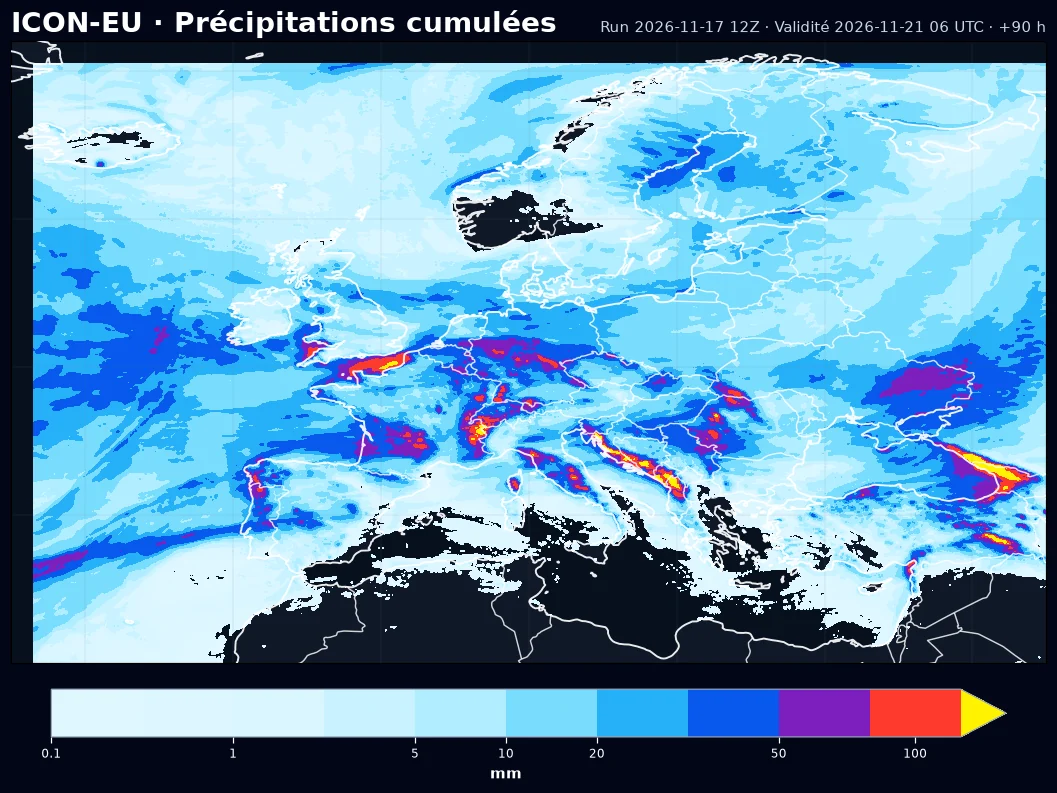 ICON-EU · Précipitations cumulées
Run 2026-11-17 12Z · Validité 2026-11-21 06 UTC · +90 h
0.1 1 5 10 20 50 100
mm